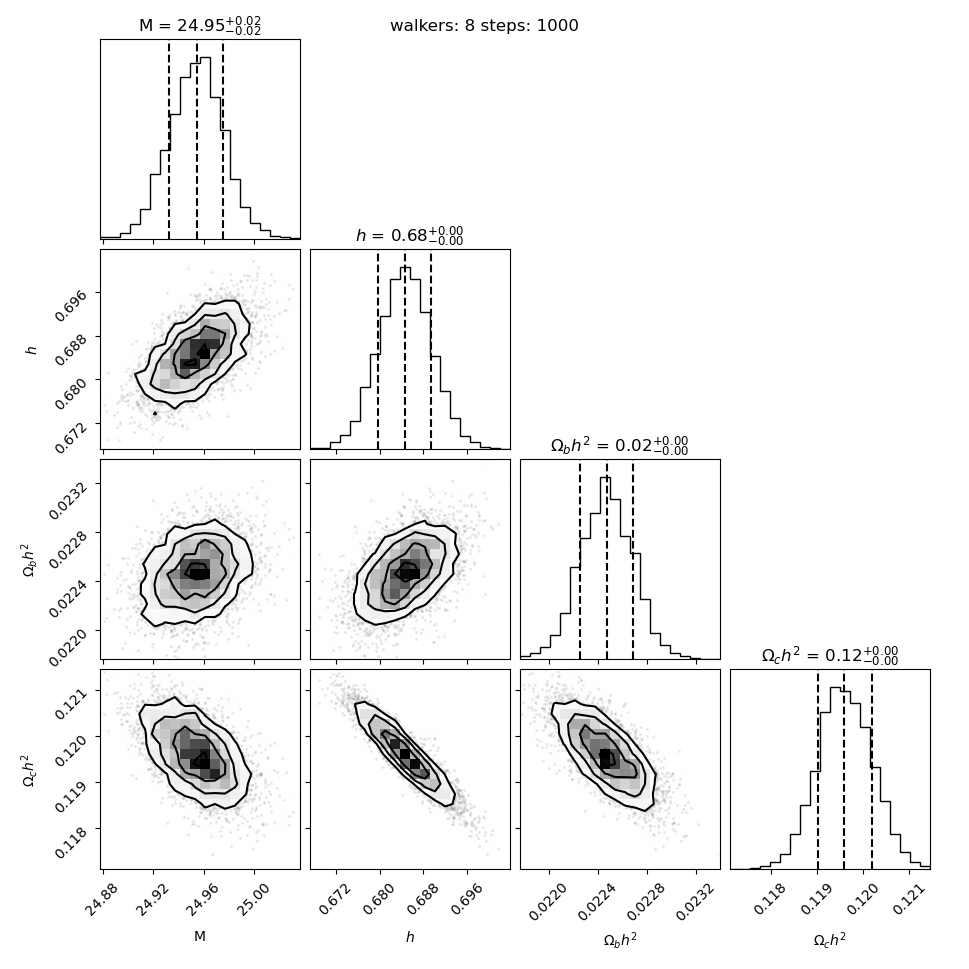 M = 24.95+0.02−0.02
walkers: 8 steps: 1000
h = 0.68+0.00−0.00
0.696
0.688
0.680
0.672
h
Ωbh2 = 0.02+0.00−0.00
0.0232
0.0228
0.0224
0.0220
Ωbh2
Ωch2 = 0.12+0.00−0.00
0.121
0.120
0.119
0.118
Ωch2
24.88 24.92 24.96 25.00
0.672 0.680 0.688 0.696
0.0220 0.0224 0.0228 0.0232
0.118 0.119 0.120 0.121
M
h
Ωbh2
Ωch2